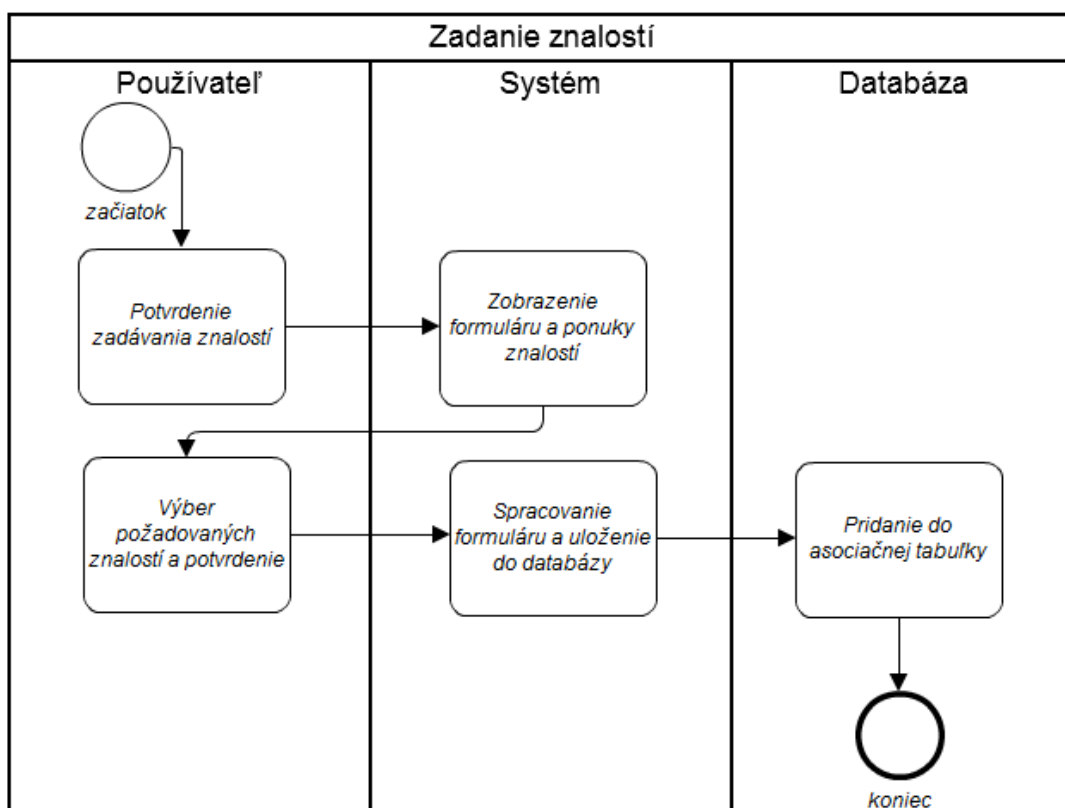 Zadanie znalostí
Používateľ
Systém
Databáza
začiatok
Potvrdenie
zadávania znalostí
Zobrazenie
formuláru a ponuky
znalostí
Výber
požadovaných
znalostí a potvrdenie
Spracovanie
formuláru a uloženie
do databázy
Pridanie do
asociačnej tabuľky
koniec